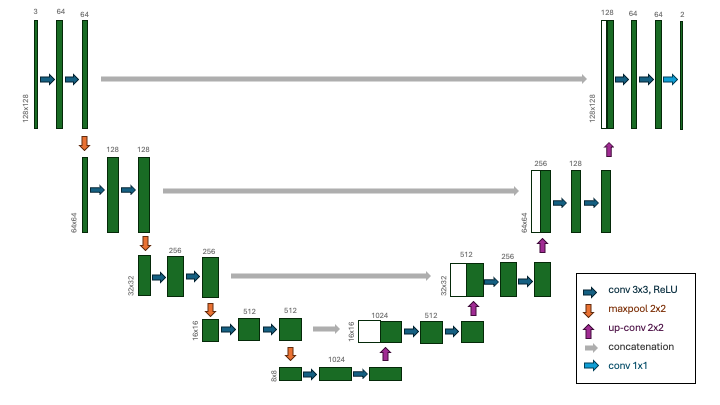 3
64
64
128x128
128
64
64
2
128x128
128
128
64x64
256
128
64x64
256
256
32x32
512
256
32x32
512
512
16x16
1024
512
16x16
1024
8x8
conv 3x3, ReLU
maxpool 2x2
up-conv 2x2
concatenation
conv 1x1